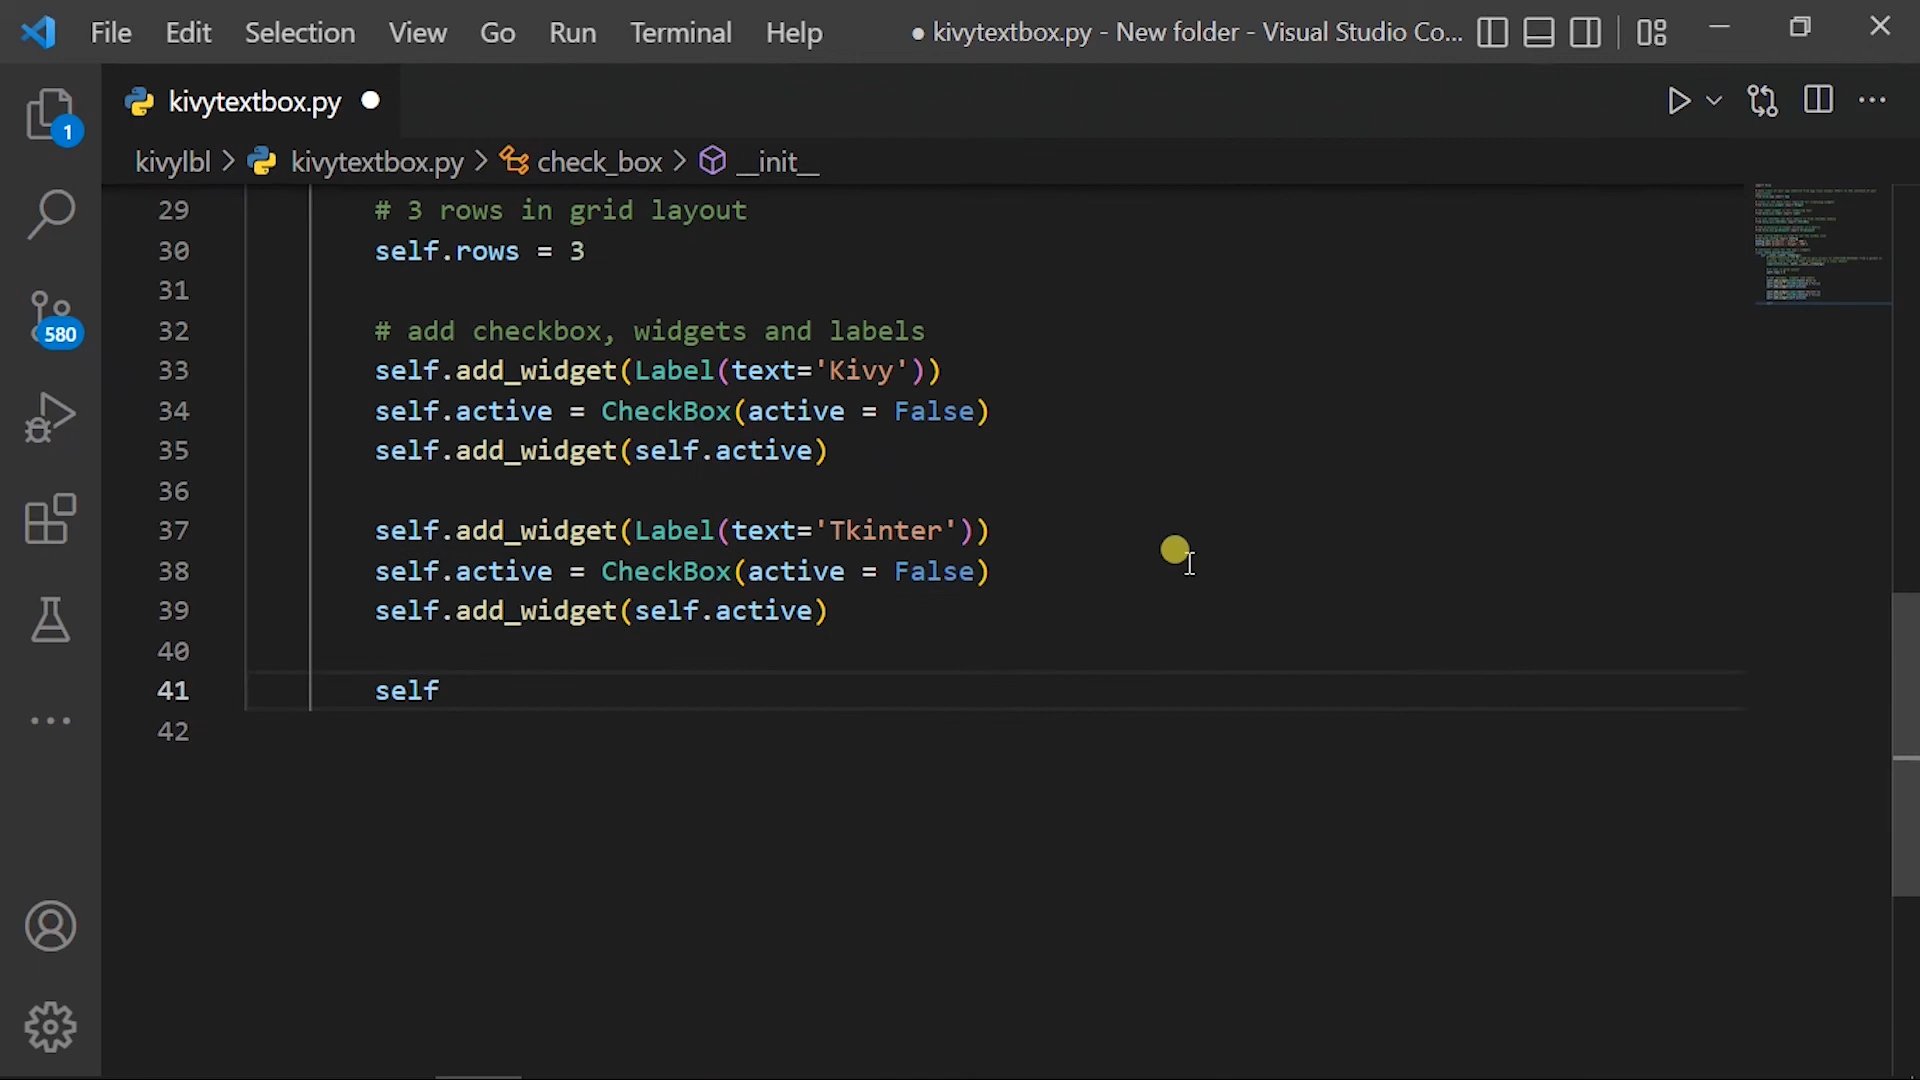 File Edit Selection View Go Run Terminal Help ● kivytextbox.py - New folder - Visual Studio Co...
kivytextbox.py
1
kivylbl > kivytextbox.py > check_box > __init__
29 # 3 rows in grid layout
30 self.rows = 3
31
32 # add checkbox, widgets and labels
33 self.add_widget(Label(text='Kivy'))
34 self.active = CheckBox(active = False)
35 self.add_widget(self.active)
36
37 self.add_widget(Label(text='Tkinter'))
38 self.active = CheckBox(active = False)
39 self.add_widget(self.active)
40
41 self
42
580